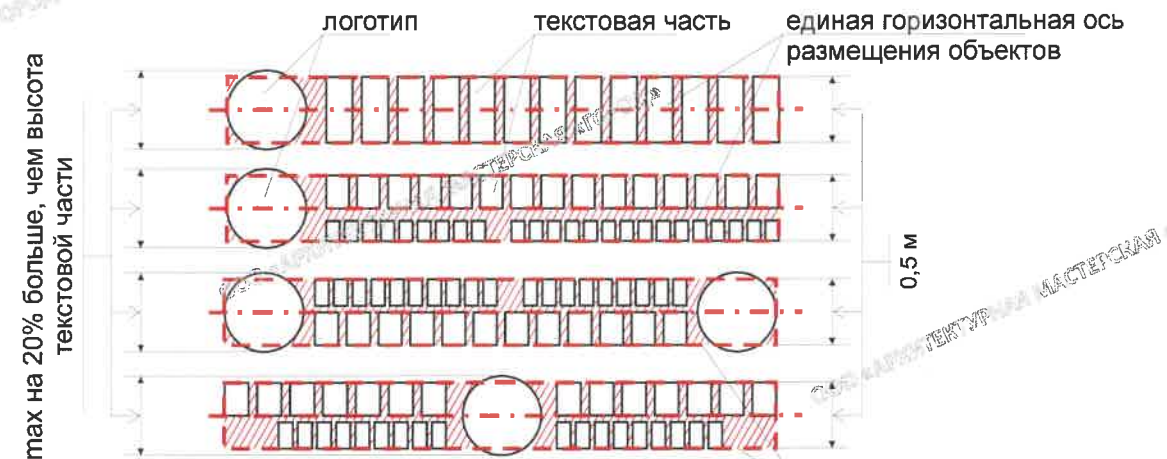 логотип
текстовая часть
единая горизонтальная ось
размещения объектов
max на 20% больше, чем высота
текстовой части
0,5 м